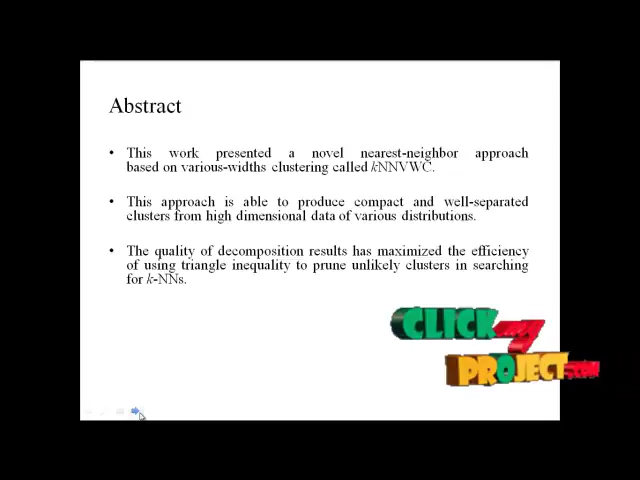 Abstract
• This work presented a novel nearest-neighbor approach
based on various-widths clustering called kNNVWC.
• This approach is able to produce compact and well-separated
clusters from high dimensional data of various distributions.
• The quality of decomposition results has maximized the efficiency
of using triangle inequality to prune unlikely clusters in searching
for k-NNs.
CLICK
PROJECT.COM